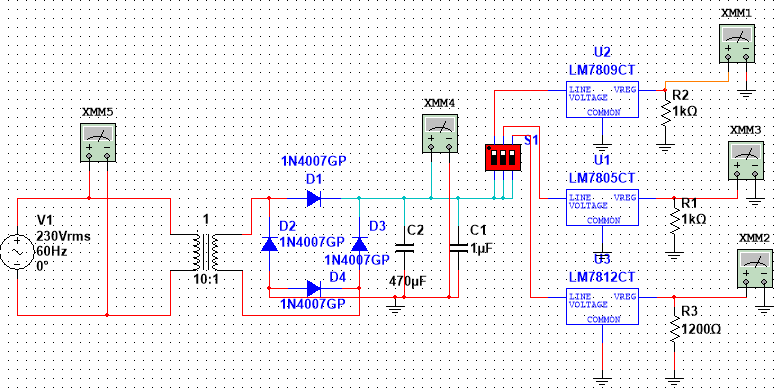 XMM1
U2
LM7809CT
LINE VREG
VOLTAGE
COMMON
R2
1kΩ
XMM5
XMM4
XMM3
S1
1N4007GP
D1
U1
LM7805CT
LINE VREG
VOLTAGE
COMMON
R1
1kΩ
V1
230Vrms
60Hz
0°
1
10:1
D2
1N4007GP
D3
1N4007GP
D4
1N4007GP
C2
470µF
C1
1µF
XMM2
U3
LM7812CT
LINE VREG
VOLTAGE
COMMON
R3
1200Ω